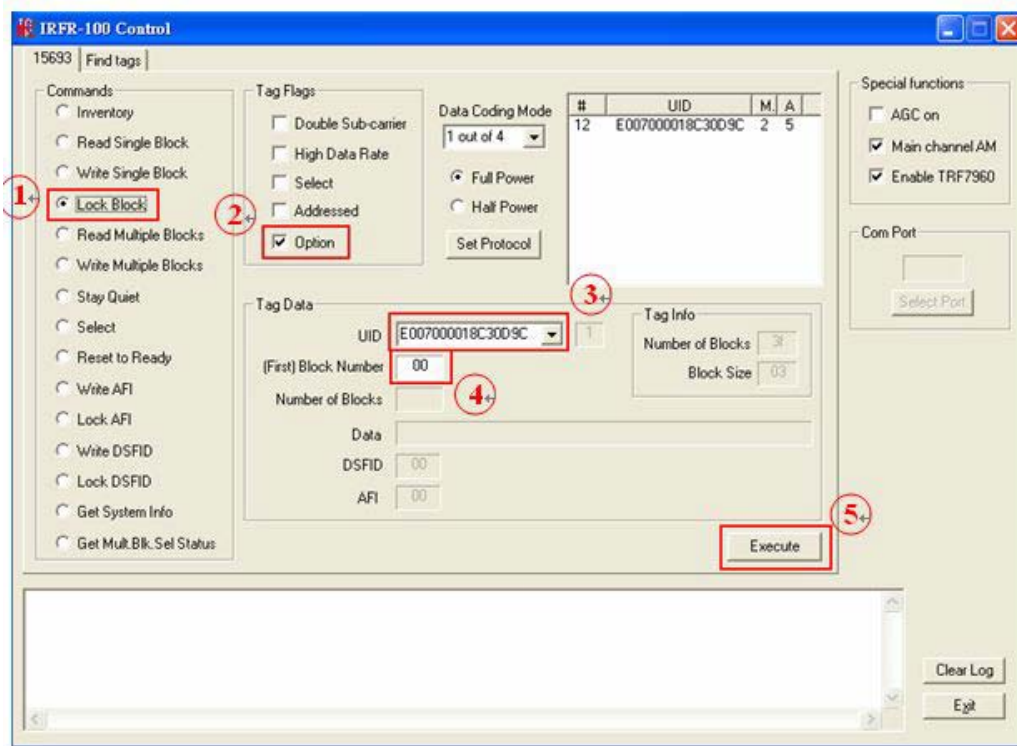 IRFR-100 Control
15693
Find tags
Commands
Inventory
Read Single Block
Write Single Block
1
Lock Block
Read Multiple Blocks
Write Multiple Blocks
Stay Quiet
Select
Reset to Ready
Write AFI
Lock AFI
Write DSFID
Lock DSFID
Get System Info
Get Mult.Blk.Sel Status
Tag Flags
Double Sub-carrier
High Data Rate
Select
Addressed
2
Option
Data Coding Mode
1 out of 4
Full Power
Half Power
Set Protocol
# UID M. A
12 E007000018C30D9C 2 5
Special functions
AGC on
Main channel AM
Enable TRF7960
Com Port
Select Port
Tag Data
3
UID E007000018C30D9C 1
(First) Block Number 00
4
Number of Blocks
Data
DSFID 00
AFI 00
Tag Info
Number of Blocks 3f
Block Size 03
5
Execute
Clear Log
Exit